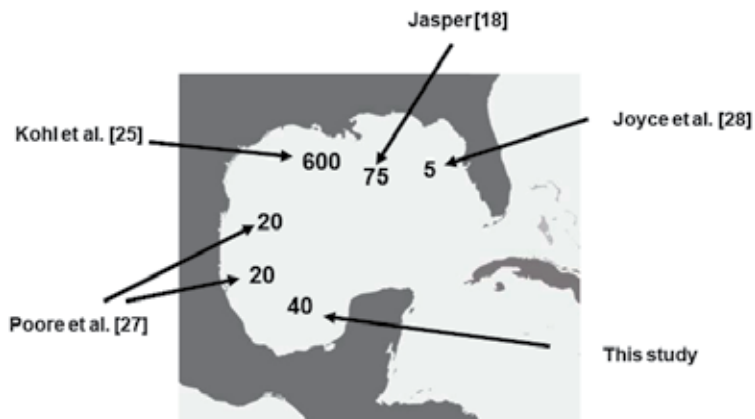 Jasper [18]
Kohl et al. [25]
Joyce et al. [28]
600
75
5
20
20
40
Poore et al. [27]
This study